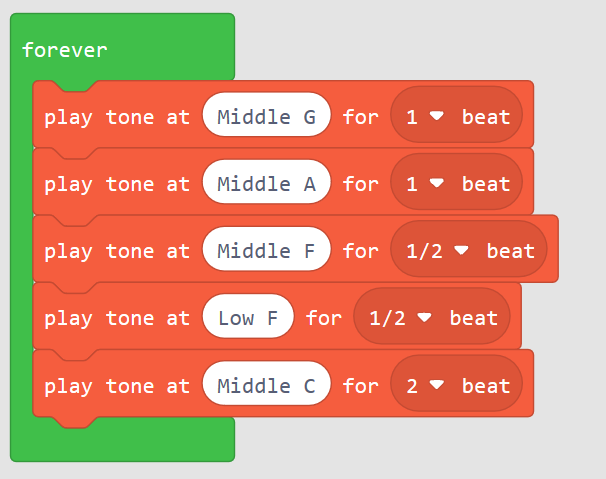 forever
play tone at Middle G for 1 beat
play tone at Middle A for 1 beat
play tone at Middle F for 1/2 beat
play tone at Low F for 1/2 beat
play tone at Middle C for 2 beat